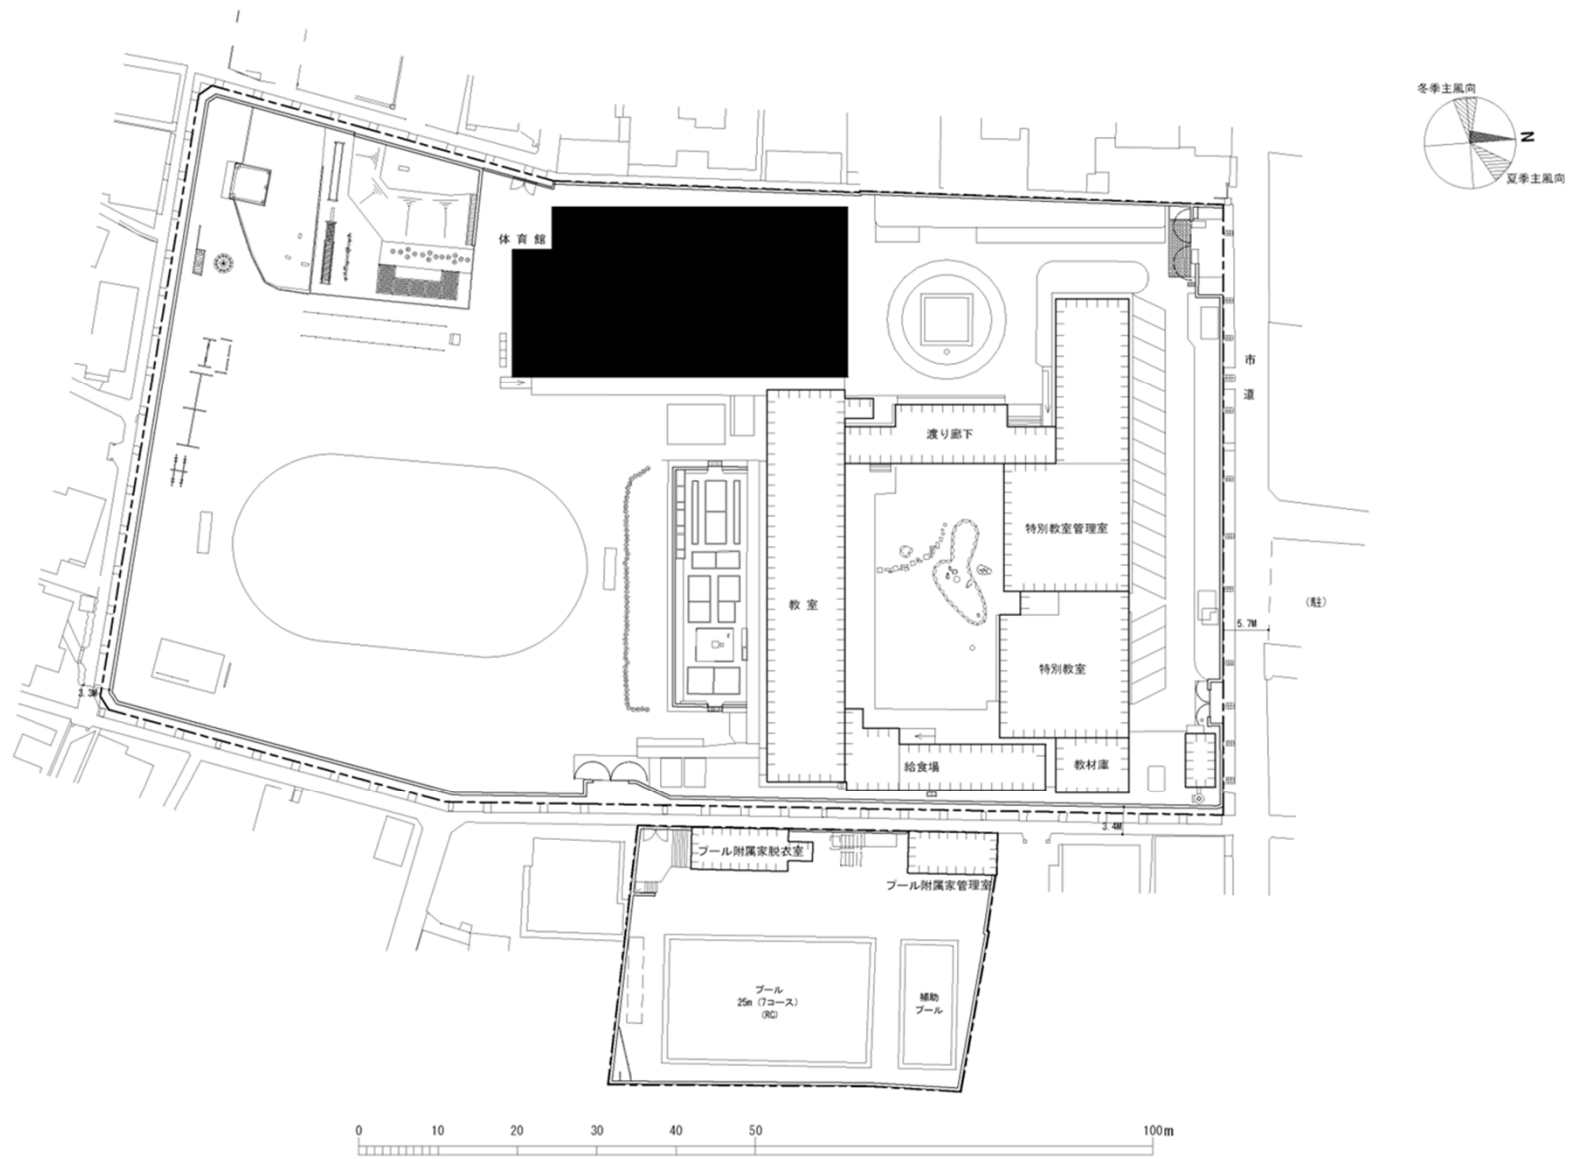 冬季主風向
N
夏季主風向
体育館
市道
渡り廊下
特別教室管理室
教室
(駐)
5.7M
特別教室
3.3M
給食場
教材庫
3.4M
プール附属家脱衣室
プール附属家管理室
プール
25m (7コース)
(RC)
補助
プール
0 10 20 30 40 50 100m